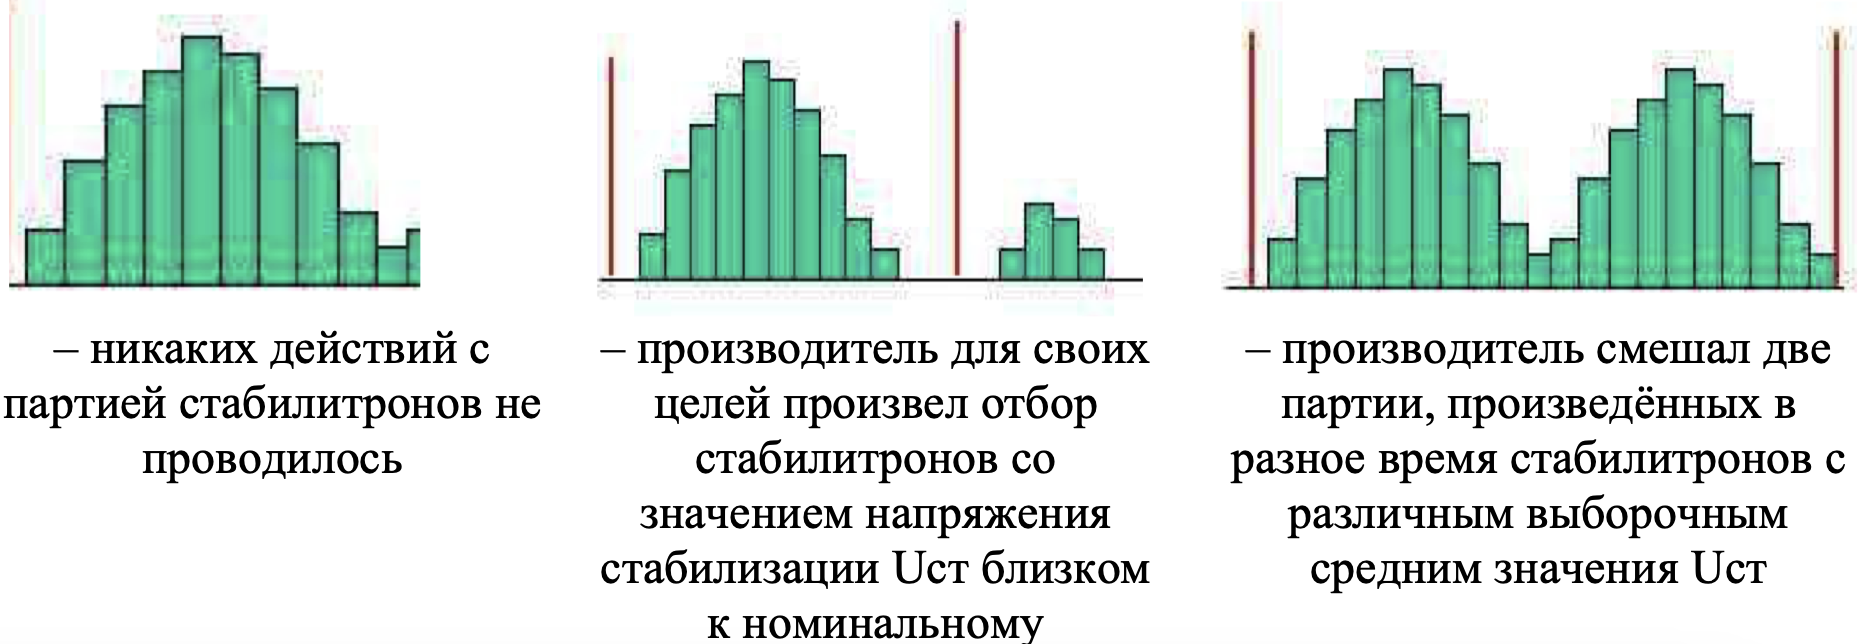 – никаких действий с
партией стабилитронов не
проводилось
– производитель для своих
целей произвел отбор
стабилитронов со
значением напряжения
стабилизации Uст близком
к номинальному
– производитель смешал две
партии, произведённых в
разное время стабилитронов с
различным выборочным
средним значения Uст